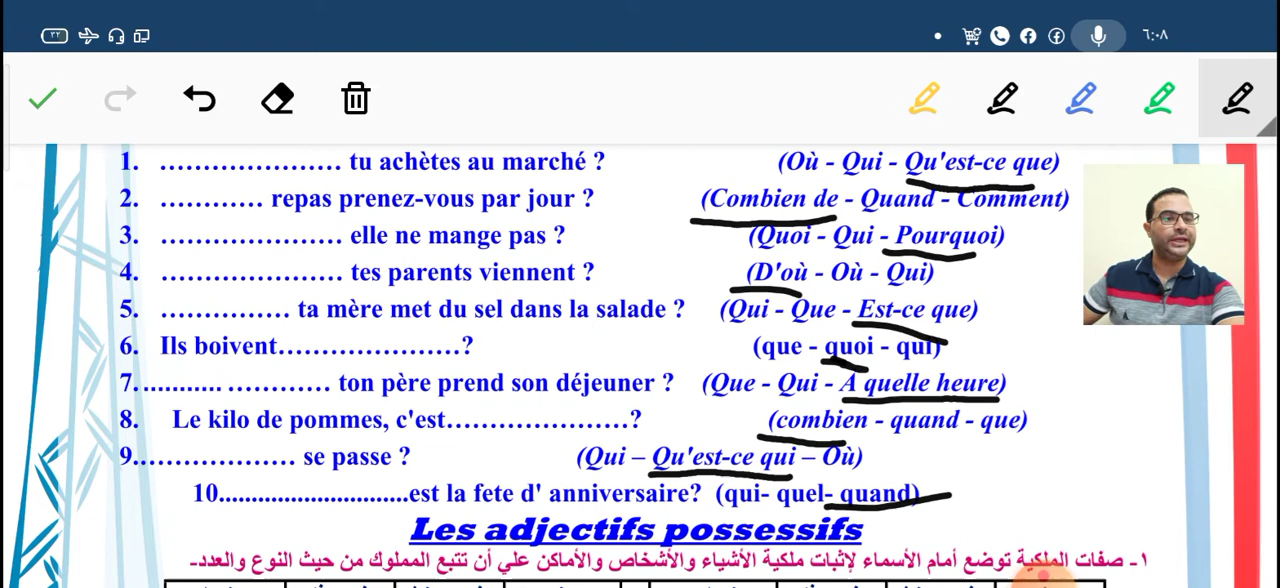 ٣٢ ٦:٠٨
1. ..................... tu achètes au marché ? (Où - Qui - Qu'est-ce que)
2. ............ repas prenez-vous par jour ? (Combien de - Quand - Comment)
3. ..................... elle ne mange pas ? (Quoi - Qui - Pourquoi)
4. ..................... tes parents viennent ? (D'où - Où - Qui)
5. ............... ta mère met du sel dans la salade ? (Qui - Que - Est-ce que)
6. Ils boivent.....................? (que - quoi - qui)
7............. ............ ton père prend son déjeuner ? (Que - Qui - A quelle heure)
8. Le kilo de pommes, c'est.....................? (combien - quand - que)
9................... se passe ? (Qui – Qu'est-ce qui – Où)
10.............................est la fete d' anniversaire? (qui- quel- quand)
Les adjectifs possessifs
١- صفات الملكية توضع أمام الأسماء لإثبات ملكية الأشياء والأشخاص والأماكن علي أن تتبع المملوك من حيث النوع والعدد.-